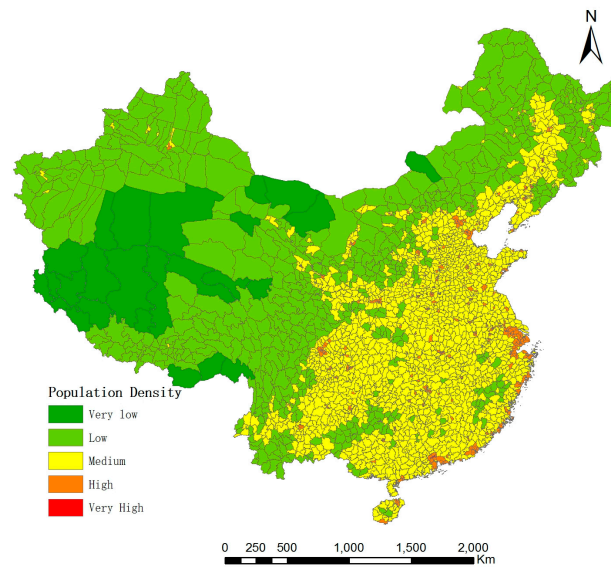 N
Population Density
Very low
Low
Medium
High
Very High
0 250 500 1,000 1,500 2,000
Km